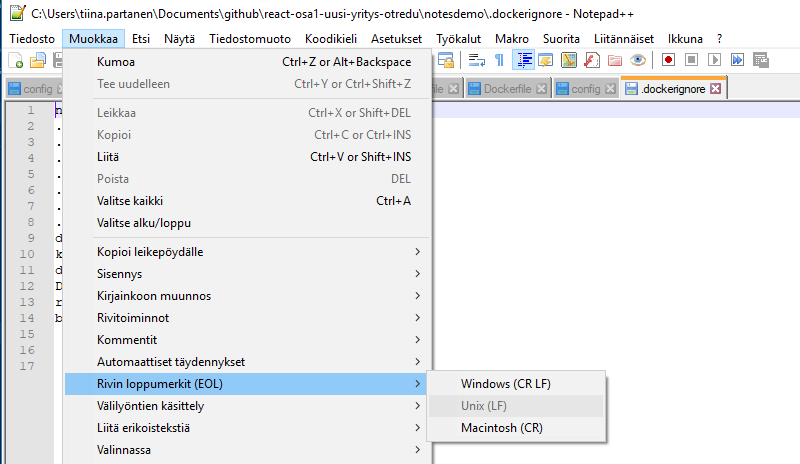 C:\Users\tiina.partanen\Documents\github\react-osa1-uusi-yritys-otredu\notesdemo\.dockerignore - Notepad++
Tiedosto Muokkaa Etsi Näytä Tiedostomuoto Koodikieli Asetukset Työkalut Makro Suorita Liitännäiset Ikkuna ?
config ile Dockerfile config .dockerignore
Kumoa Ctrl+Z or Alt+Backspace
Tee uudelleen Ctrl+Y or Ctrl+Shift+Z
Leikkaa Ctrl+X or Shift+DEL
Kopioi Ctrl+C or Ctrl+INS
Liitä Ctrl+V or Shift+INS
Poista DEL
Valitse kaikki Ctrl+A
Valitse alku/loppu
Kopioi leikepöydälle
Sisennys
Kirjainkoon muunnos
Rivitoiminnot
Kommentit
Automaattiset täydennykset
Rivin loppumerkit (EOL)
Välilyöntien käsittely
Liitä erikoistekstiä
Valinnassa
Windows (CR LF)
Unix (LF)
Macintosh (CR)
1 n
2 .
3 .
4 .
5 .
6 .
7 .
8 .
9 d
10 k
11 d
12 D
13 r
14 b
15
16
17